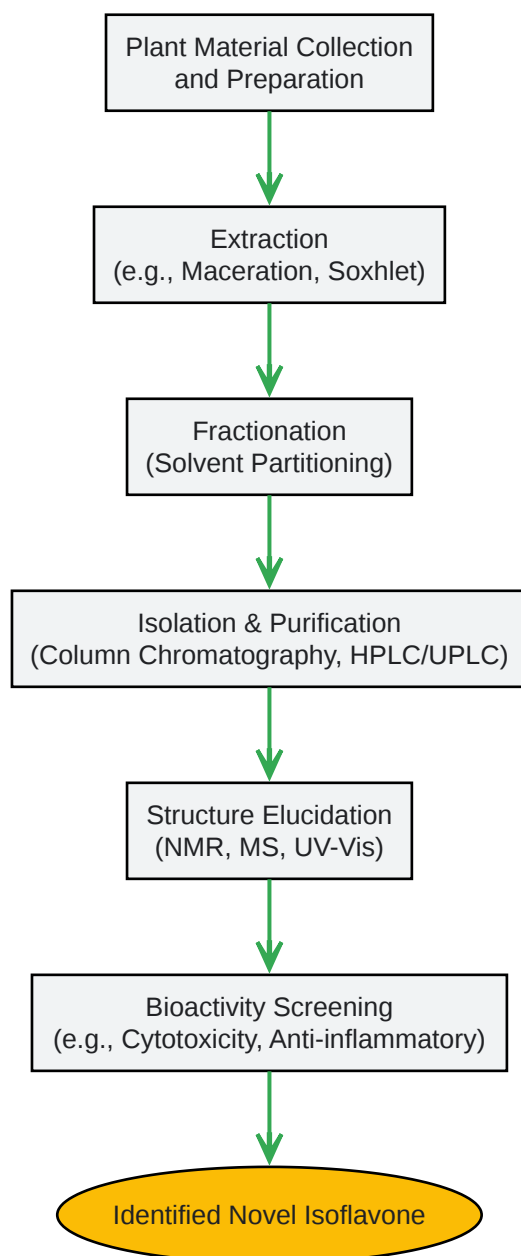 Plant Material Collection
and Preparation
Extraction
(e.g., Maceration, Soxhlet)
Fractionation
(Solvent Partitioning)
Isolation & Purification
(Column Chromatography, HPLC/UPLC)
Structure Elucidation
(NMR, MS, UV-Vis)
Bioactivity Screening
(e.g., Cytotoxicity, Anti-inflammatory)
Identified Novel Isoflavone